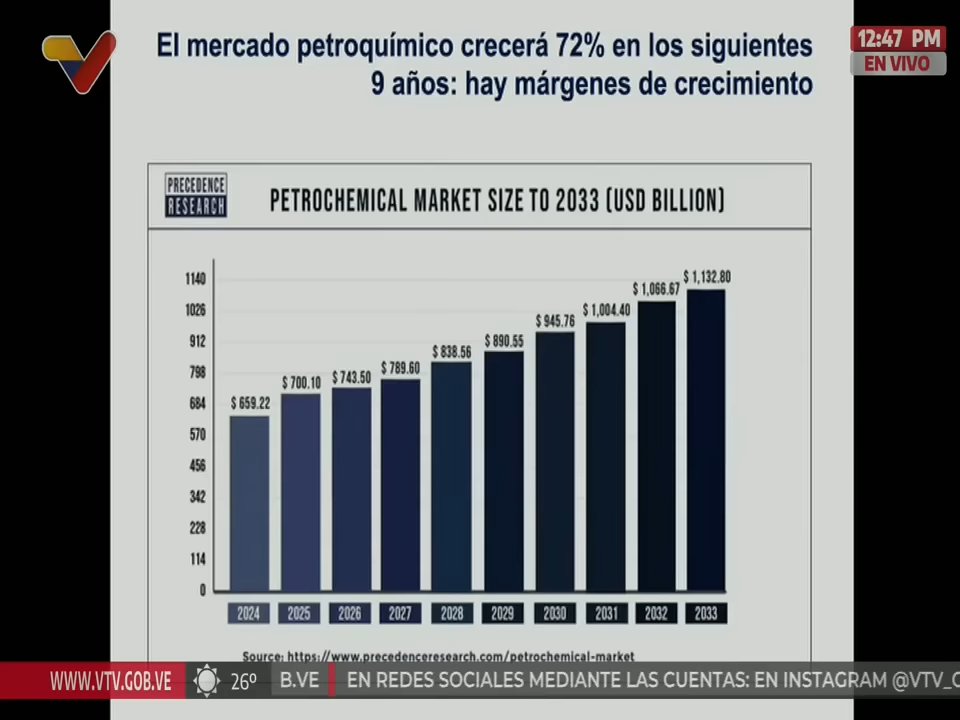 12:47 PM
EN VIVO
El mercado petroquímico crecerá 72% en los siguientes
9 años: hay márgenes de crecimiento
PRECEDENCE
RESEARCH
PETROCHEMICAL MARKET SIZE TO 2033 (USD BILLION)
1140
1026
912
798
684
570
456
342
228
114
0
$ 659.22
$ 700.10
$ 743.50
$ 789.60
$ 838.56
$ 890.55
$ 945.76
$ 1,004.40
$ 1,066.67
$ 1,132.80
2024 2025 2026 2027 2028 2029 2030 2031 2032 2033
Source: https://www.precedenceresearch.com/petrochemical-market
WWW.VTV.GOB.VE 26º B.VE EN REDES SOCIALES MEDIANTE LAS CUENTAS: EN INSTAGRAM @VTV_